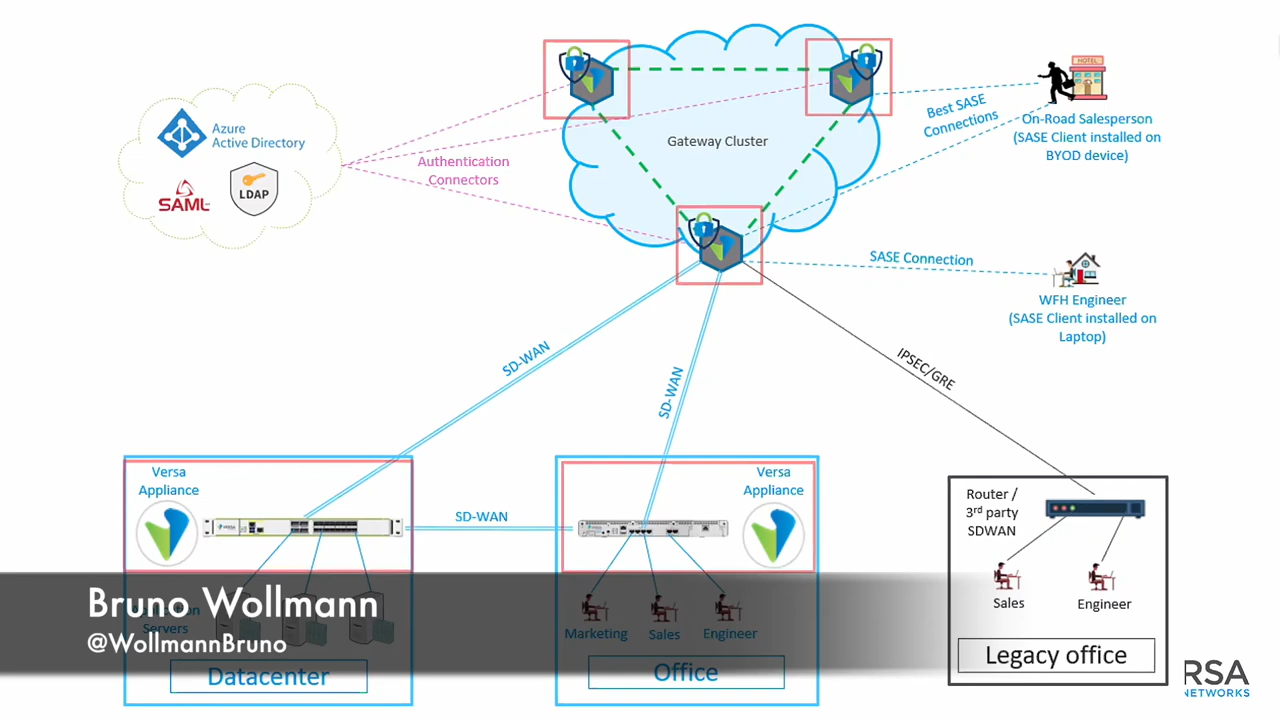 Azure
Active Directory
SAML
LDAP
Authentication
Connectors
Gateway Cluster
Best SASE
Connections
HOTEL
On-Road Salesperson
(SASE Client installed on
BYOD device)
SASE Connection
WFH Engineer
(SASE Client installed on
Laptop)
SD-WAN
SD-WAN
IPSEC/GRE
Versa
Appliance
VERSA
SD-WAN
Versa
Appliance
Router /
3rd party
SDWAN
Sales
Engineer
Legacy office
Servers
Marketing
Sales
Engineer
Datacenter
Office
Bruno Wollmann
@WollmannBruno
RSA
NETWORKS